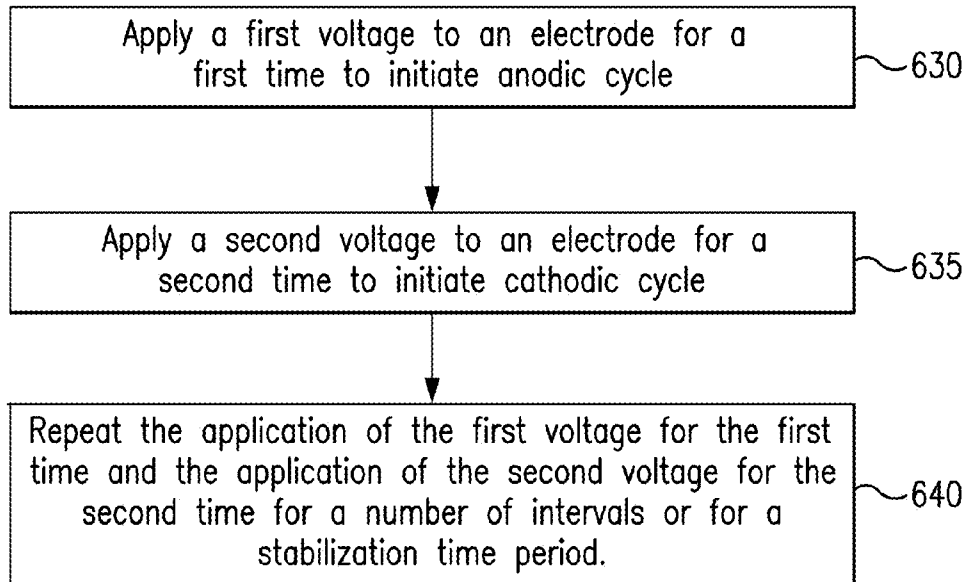 Apply a first voltage to an electrode for a
first time to initiate anodic cycle
630
Apply a second voltage to an electrode for a
second time to initiate cathodic cycle
635
Repeat the application of the first voltage for the first
time and the application of the second voltage for the
second time for a number of intervals or for a
stabilization time period.
640